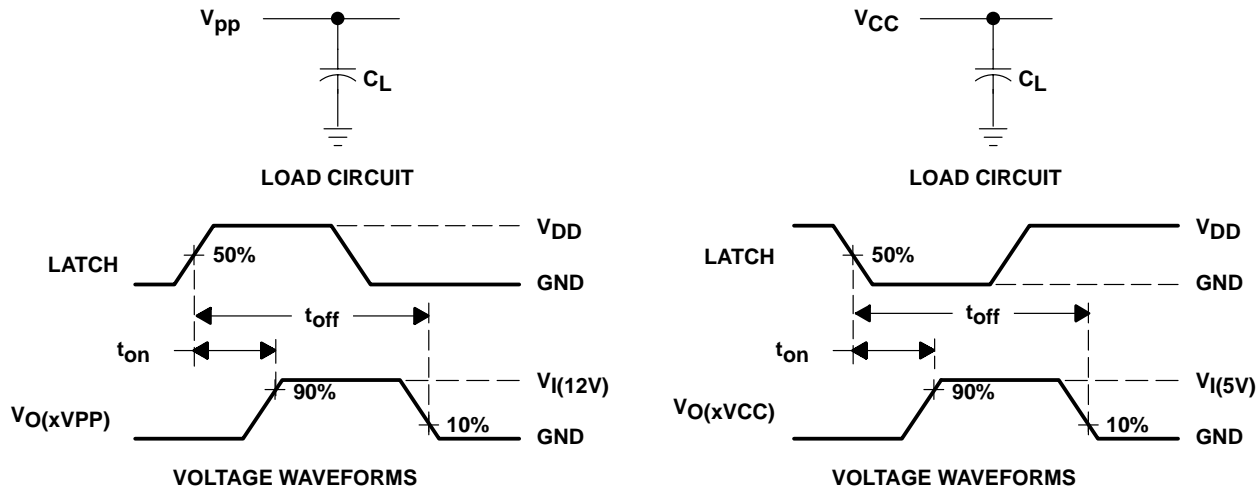 Vpp
CL
LOAD CIRCUIT
LATCH
50%
VDD
GND
toff
ton
90%
VI(12V)
VO(xVPP)
10%
GND
VOLTAGE WAVEFORMS
VCC
CL
LOAD CIRCUIT
LATCH
50%
VDD
GND
toff
ton
90%
VI(5V)
VO(xVCC)
10%
GND
VOLTAGE WAVEFORMS